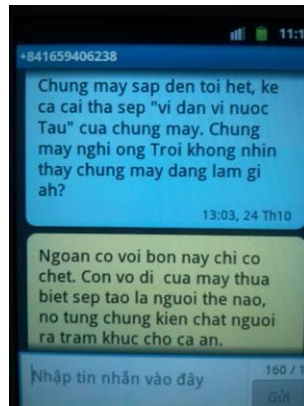 11:1
+841659406238
Chung may sap den toi het, ke
ca cai tha sep "vi dan vi nuoc
Tau" cua chung may. Chung
may nghi ong Troi khong nhin
thay chung may dang lam gi
ah?
13:03, 24 Th10
Ngoan co voi bon nay chi co
chet. Con vo di cua may thua
biet sep tao la nguoi the nao,
no tung chung kien chat nguoi
ra tram khuc cho ca an.
Nhập tin nhắn vào đây
160 / 1
Gửi